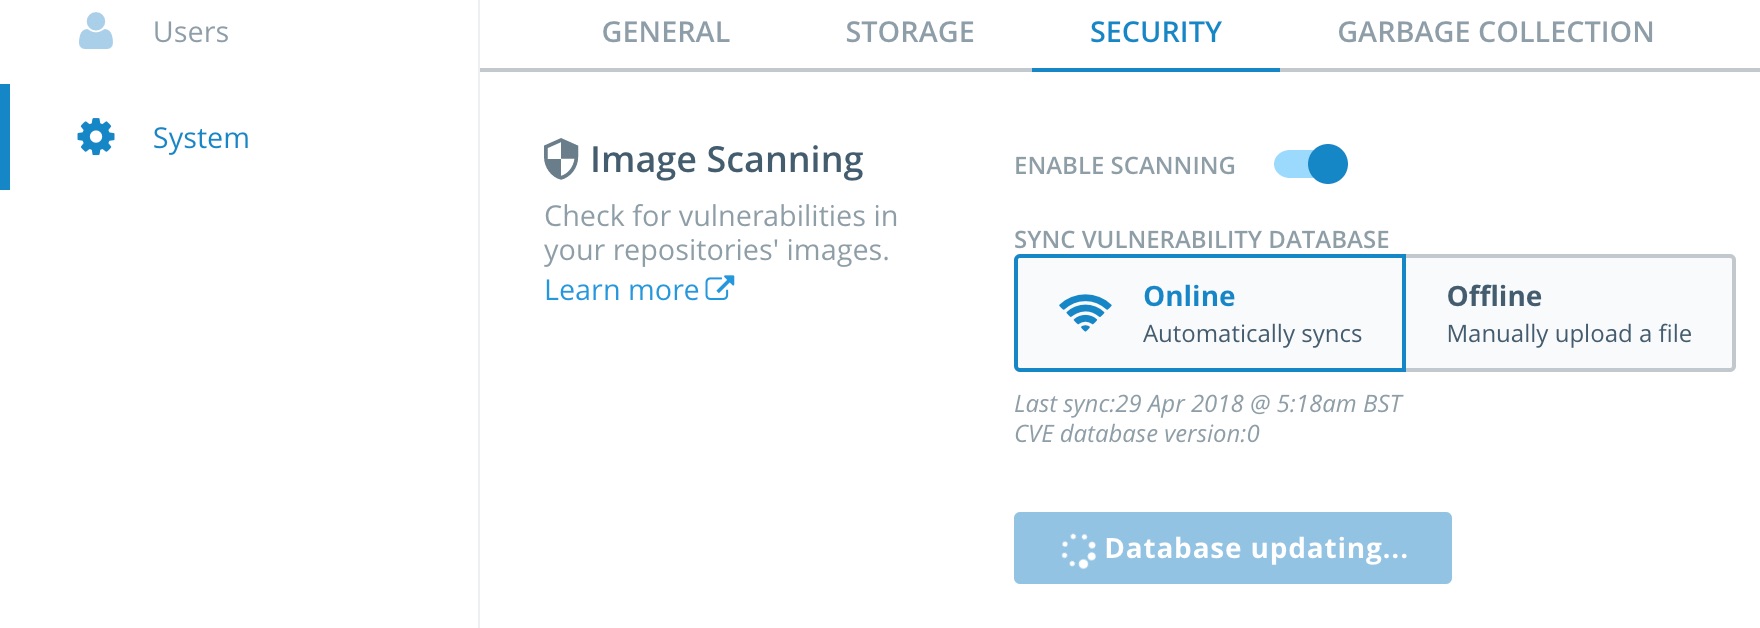 Users
System
GENERAL STORAGE SECURITY GARBAGE COLLECTION
Image Scanning
Check for vulnerabilities in
your repositories' images.
Learn more
ENABLE SCANNING
SYNC VULNERABILITY DATABASE
Online
Automatically syncs
Offline
Manually upload a file
Last sync:29 Apr 2018 @ 5:18am BST
CVE database version:0
Database updating...